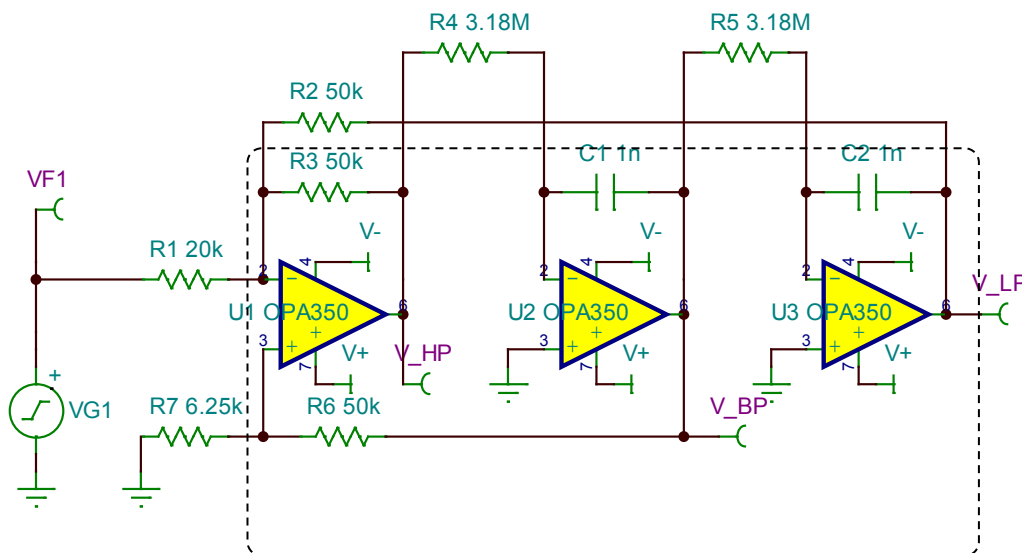 R4 3.18M
R5 3.18M
R2 50k
C1 1n
C2 1n
R3 50k
VF1
V-
V-
V-
R1 20k
2
4
2
4
2
4
U1 OPA350
6
U2 OPA350
6
U3 OPA350
6
V_LP
3
7
3
7
3
7
V+
V_HP
V+
V+
+
VG1
R7 6.25k
R6 50k
V_BP